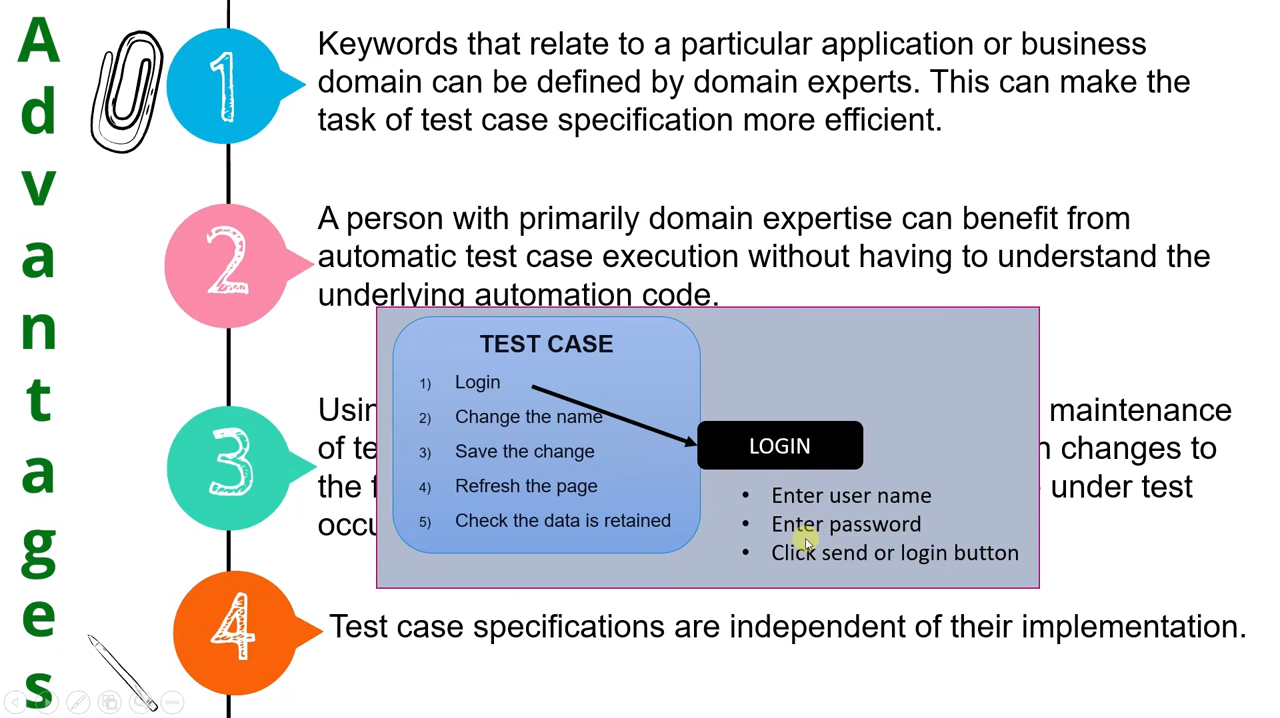 Advantages
1
Keywords that relate to a particular application or business
domain can be defined by domain experts. This can make the
task of test case specification more efficient.
2
A person with primarily domain expertise can benefit from
automatic test case execution without having to understand the
underlying automation code.
3
maintenance
of
changes to
the
under test
4
Test case specifications are independent of their implementation.
TEST CASE
1) Login
2) Change the name
3) Save the change
4) Refresh the page
5) Check the data is retained
LOGIN
• Enter user name
• Enter password
• Click send or login button